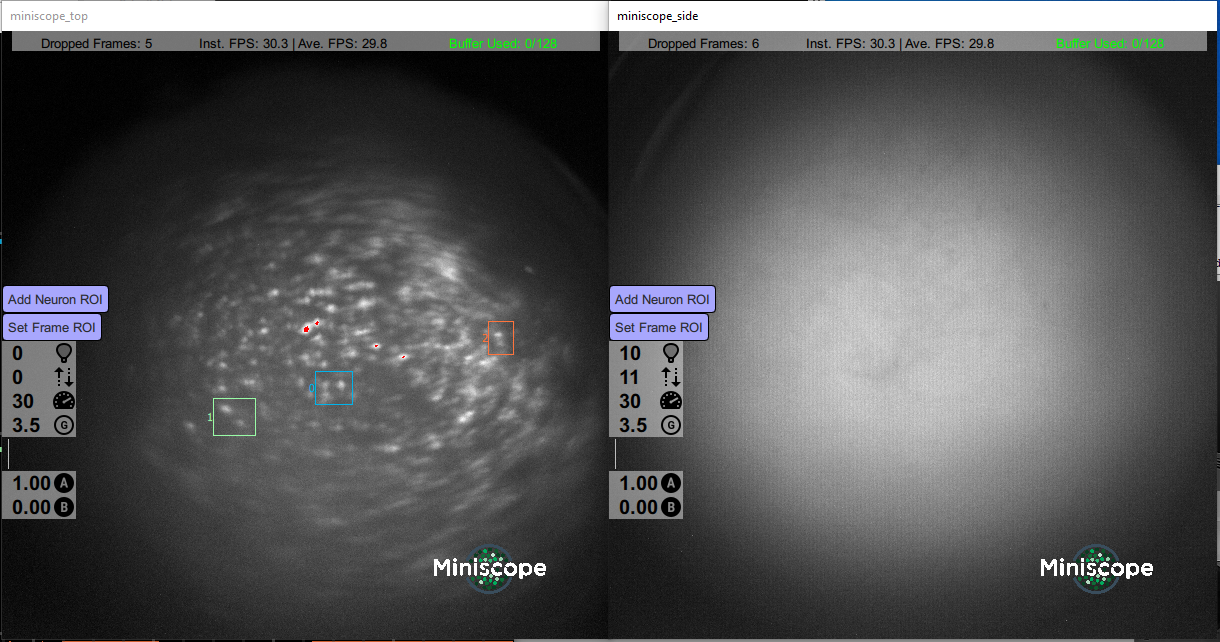 miniscope_top
Dropped Frames: 5 Inst. FPS: 30.3 | Ave. FPS: 29.8 Buffer Used: 0/128
Add Neuron ROI
Set Frame ROI
0
0
30
3.5 G
1.00 A
0.00 B
0
1
Miniscope
miniscope_side
Dropped Frames: 6 Inst. FPS: 30.3 | Ave. FPS: 29.8 Buffer Used: 0/128
Add Neuron ROI
Set Frame ROI
10
11
30
3.5 G
1.00 A
0.00 B
Miniscope